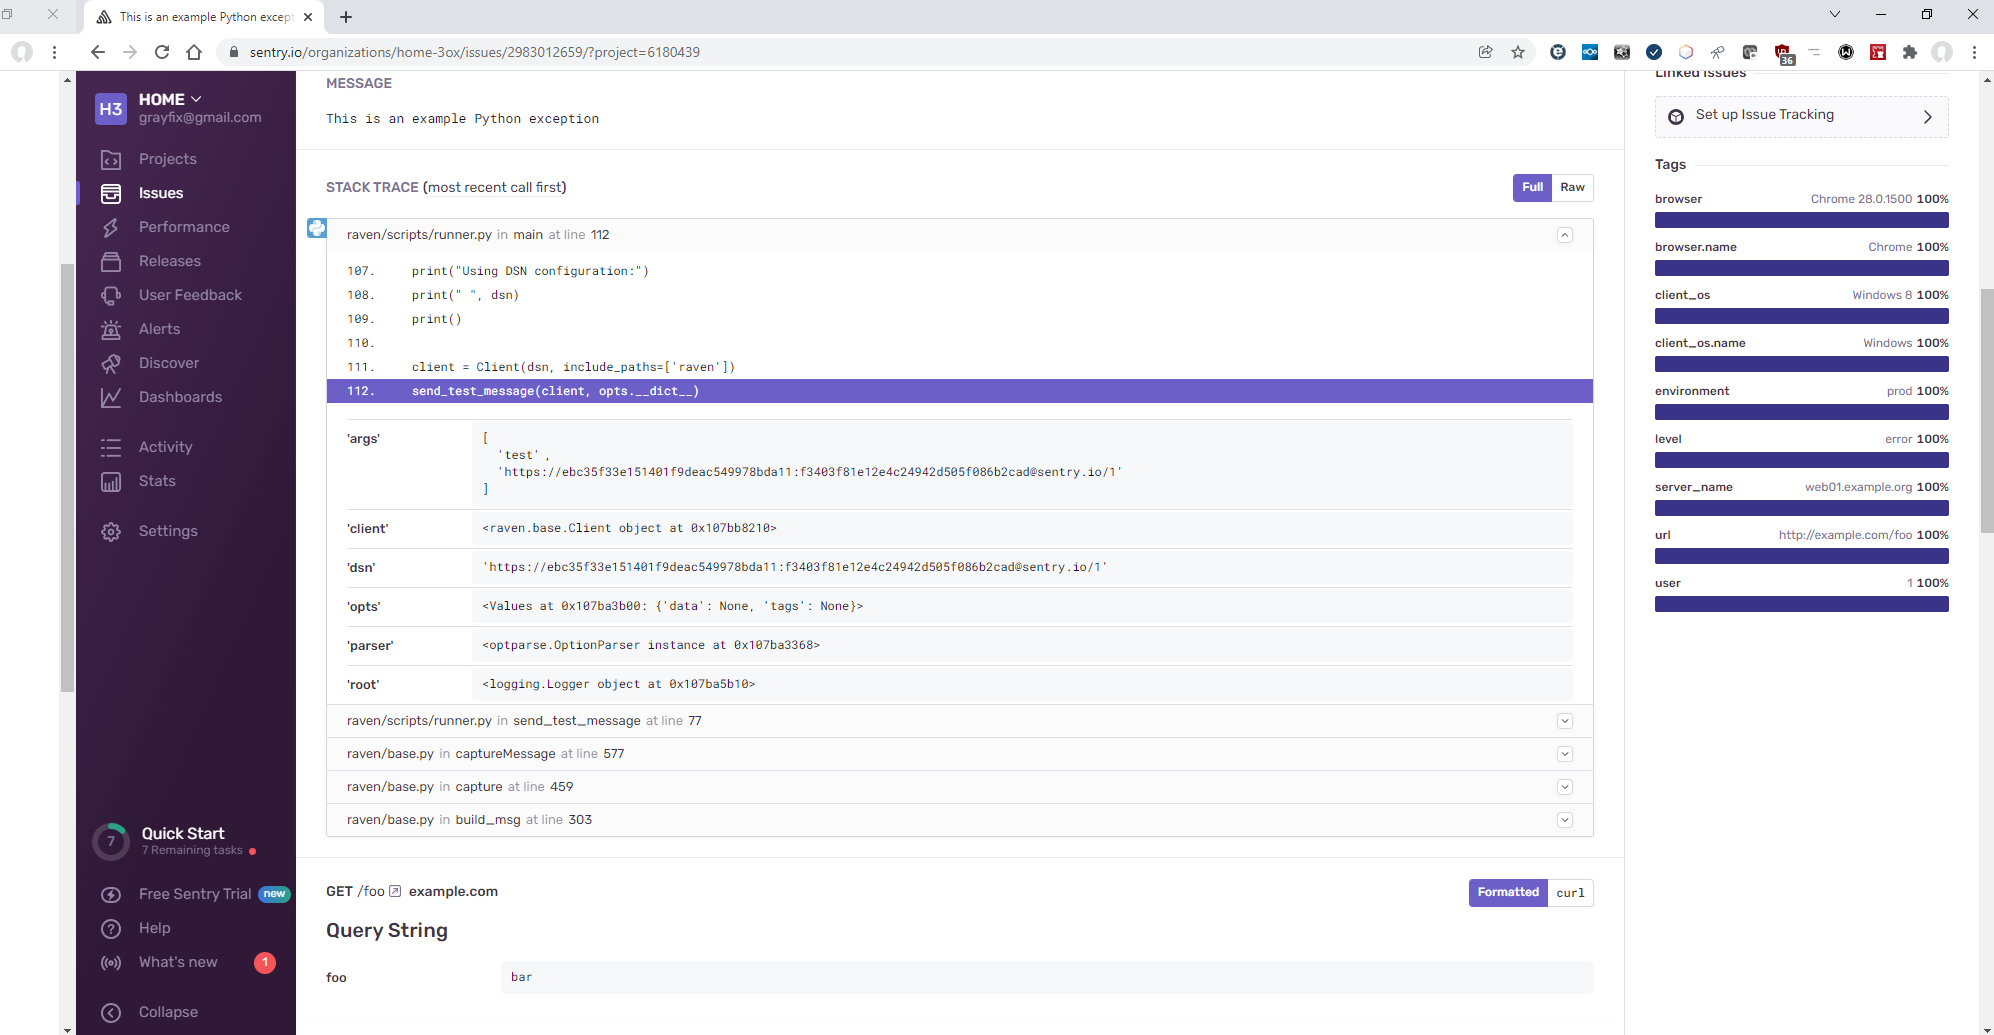 This is an example Python except
sentry.io/organizations/home-3ox/issues/2983012659/?project=6180439
36
H3
HOME
grayfix@gmail.com
Projects
Issues
Performance
Releases
User Feedback
Alerts
Discover
Dashboards
Activity
Stats
Settings
7
Quick Start
7 Remaining tasks
Free Sentry Trial new
Help
What's new 1
Collapse
MESSAGE
This is an example Python exception
STACK TRACE (most recent call first)
Full Raw
raven/scripts/runner.py in main at line 112
107. print("Using DSN configuration:")
108. print(" ", dsn)
109. print()
110.
111. client = Client(dsn, include_paths=['raven'])
112. send_test_message(client, opts.__dict__)
'args'
[
'test' ,
'https://ebc35f33e151401f9deac549978bda11:f3403f81e12e4c24942d505f086b2cad@sentry.io/1'
]
'client' <raven.base.Client object at 0x107bb8210>
'dsn' 'https://ebc35f33e151401f9deac549978bda11:f3403f81e12e4c24942d505f086b2cad@sentry.io/1'
'opts' <Values at 0x107ba3b00: {'data': None, 'tags': None}>
'parser' <optparse.OptionParser instance at 0x107ba3368>
'root' <logging.Logger object at 0x107ba5b10>
raven/scripts/runner.py in send_test_message at line 77
raven/base.py in captureMessage at line 577
raven/base.py in capture at line 459
raven/base.py in build_msg at line 303
GET /foo example.com
Formatted curl
Query String
foo bar
Linked Issues
Set up Issue Tracking
Tags
browser Chrome 28.0.1500 100%
browser.name Chrome 100%
client_os Windows 8 100%
client_os.name Windows 100%
environment prod 100%
level error 100%
server_name web01.example.org 100%
url http://example.com/foo 100%
user 1 100%